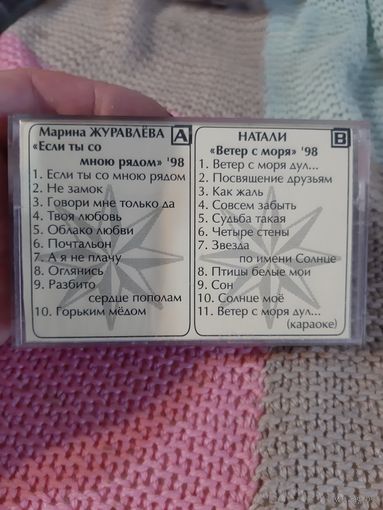 Марина ЖУРАВЛЁВА A
«Если ты со
мною рядом» '98
1. Если ты со мною рядом
2. Не замок
3. Говори мне только да
4. Твоя любовь
5. Облако любви
6. Почтальон
7. А я не плачу
8. Оглянись
9. Разбито
сердце пополам
10. Горьким мёдом
НАТАЛИ B
«Ветер с моря» '98
1. Ветер с моря дул...
2. Посвящение друзьям
3. Как жаль
4. Совсем забыть
5. Судьба такая
6. Четыре стены
7. Звезда
по имени Солнце
8. Птицы белые мои
9. Сон
10. Солнце моё
11. Ветер с моря дул...
(караоке)